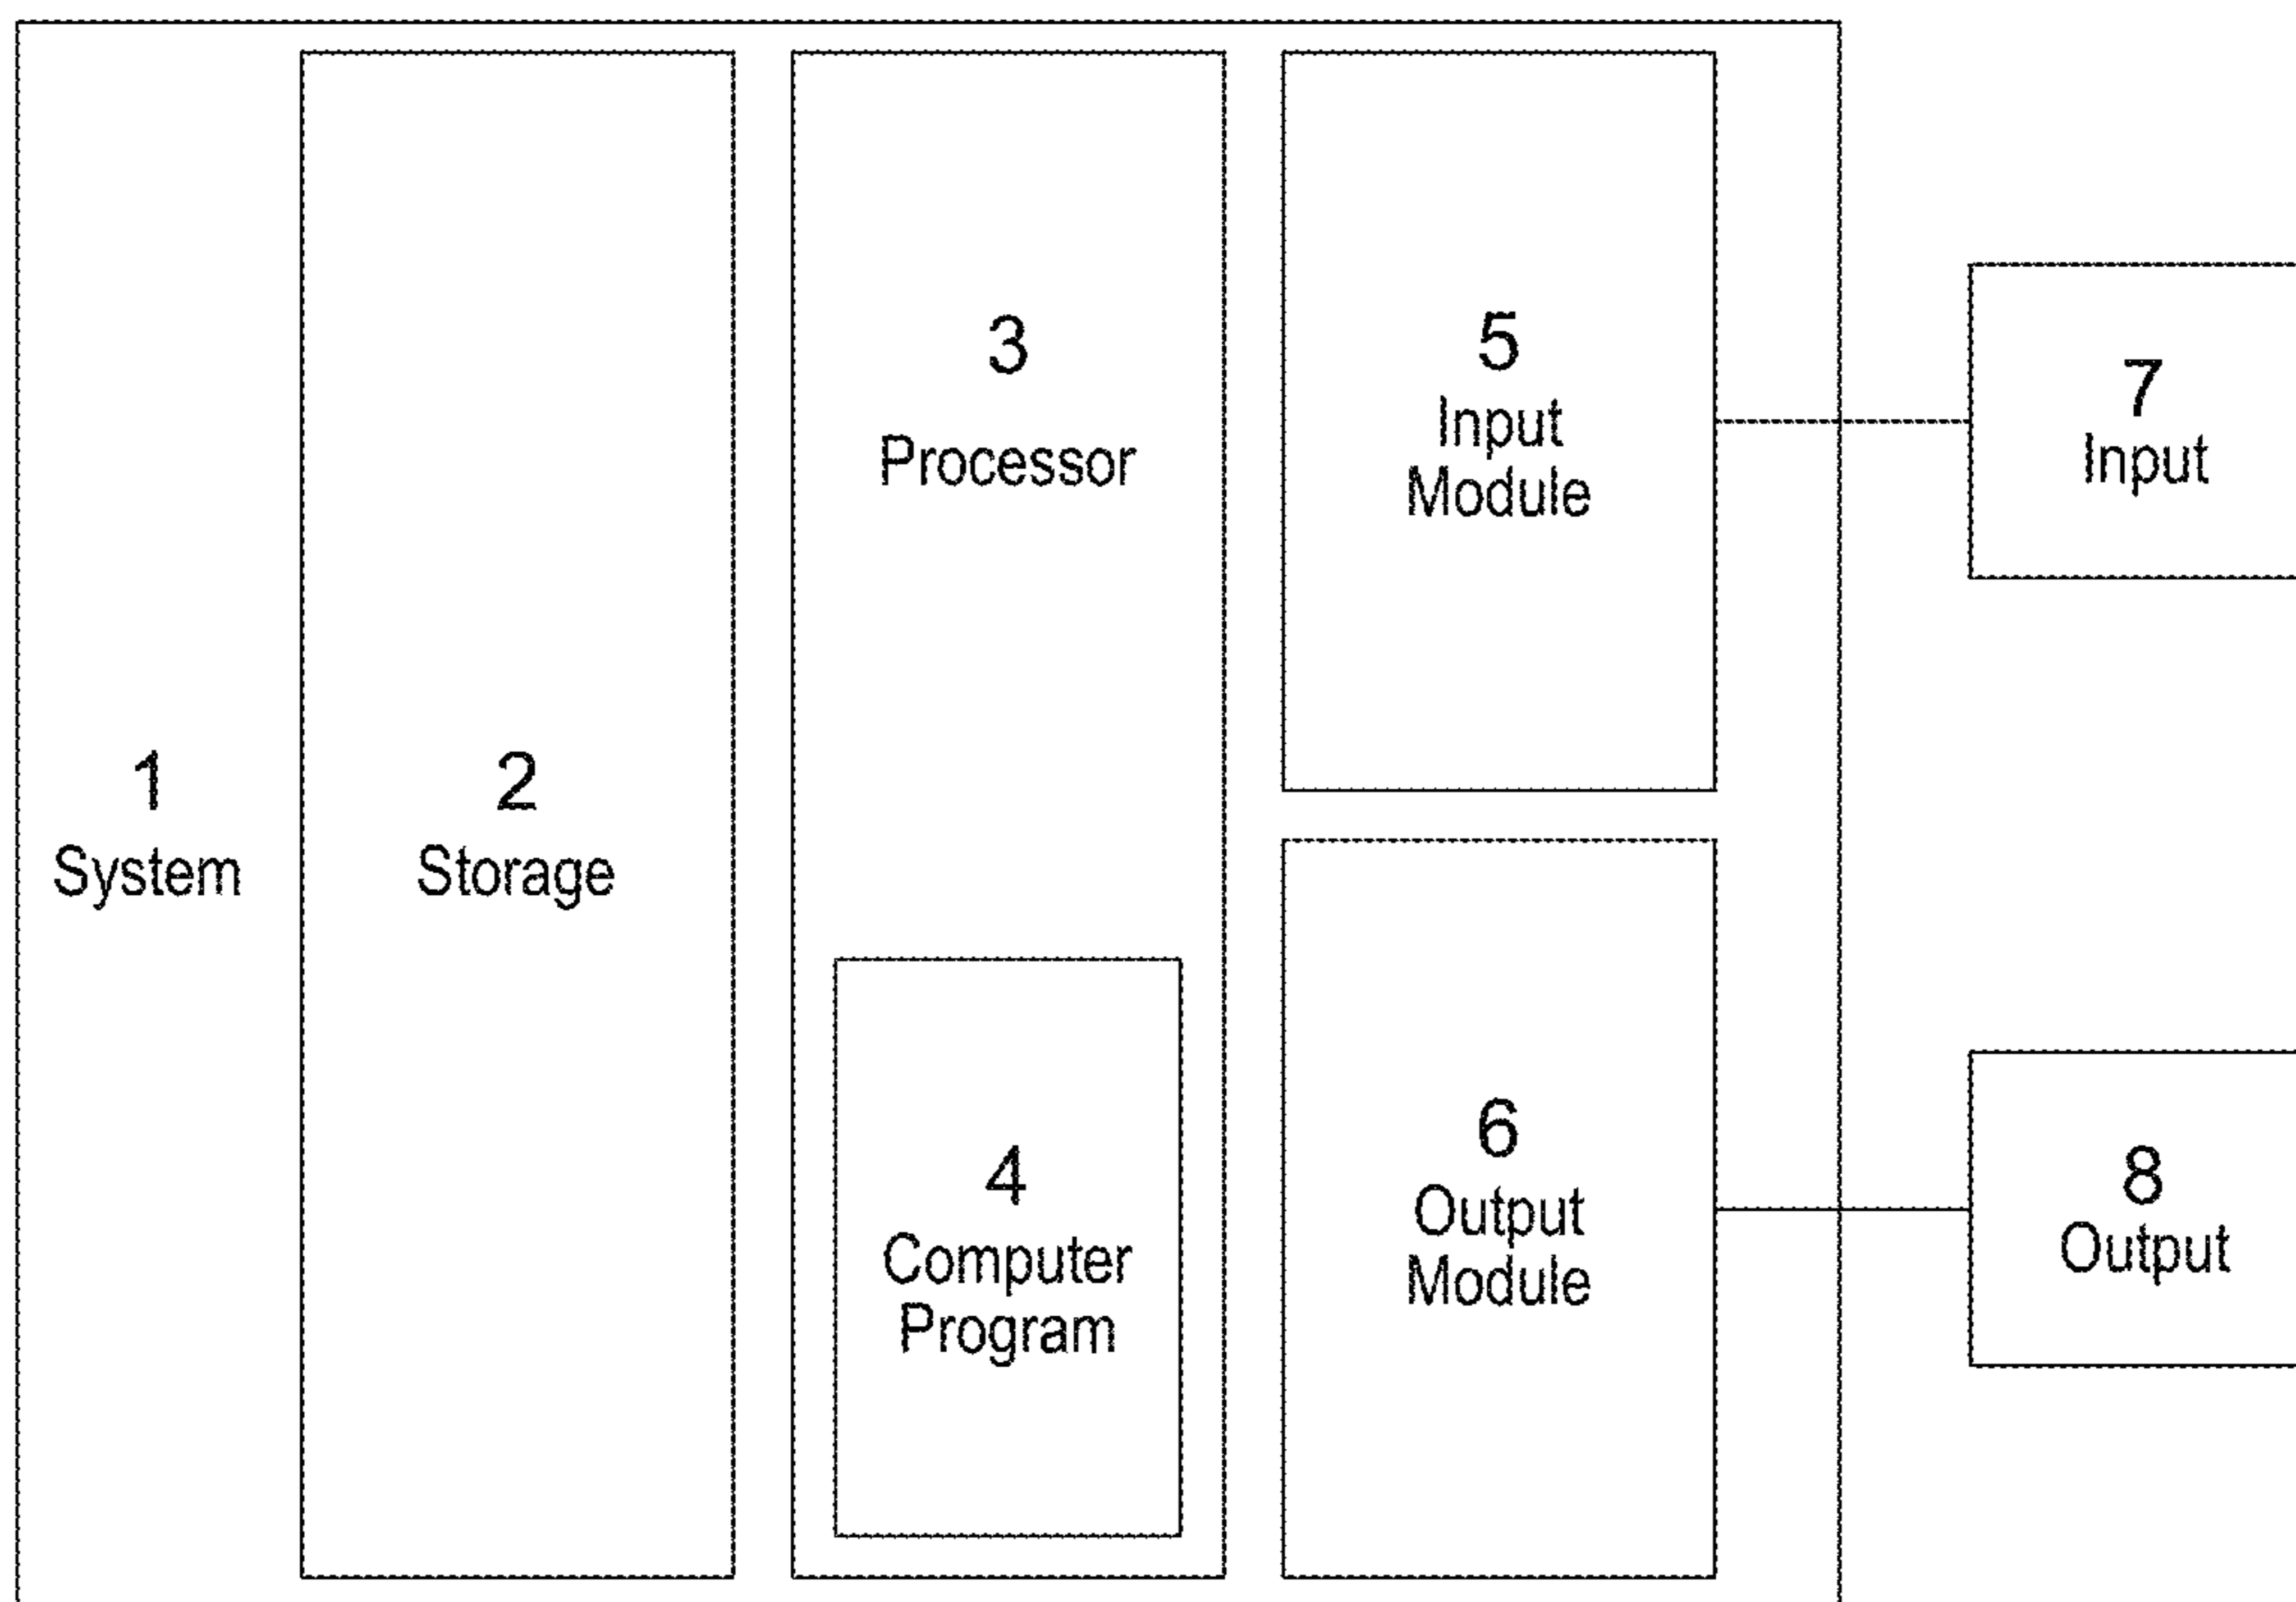 1
System
2
Storage
3
Processor
4
Computer
Program
5
Input
Module
6
Output
Module
7
Input
8
Output